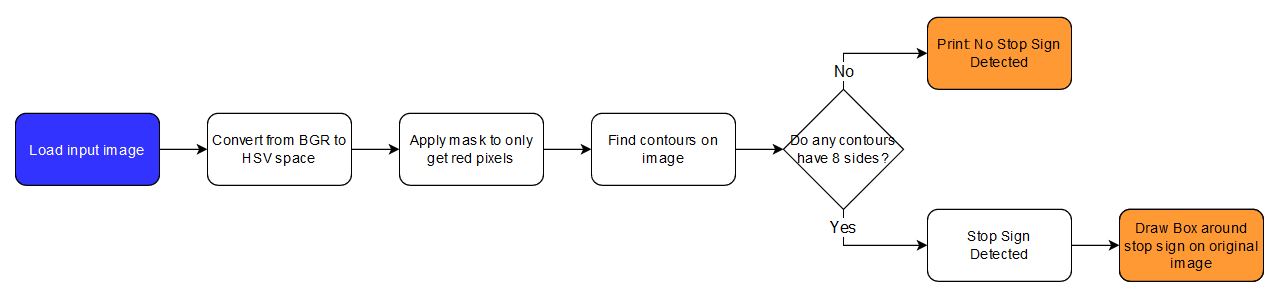 Load input image
Convert from BGR to
HSV space
Apply mask to only
get red pixels
Find contours on
image
Do any contours
have 8 sides?
No
Print: No Stop Sign
Detected
Yes
Stop Sign
Detected
Draw Box around
stop sign on original
image